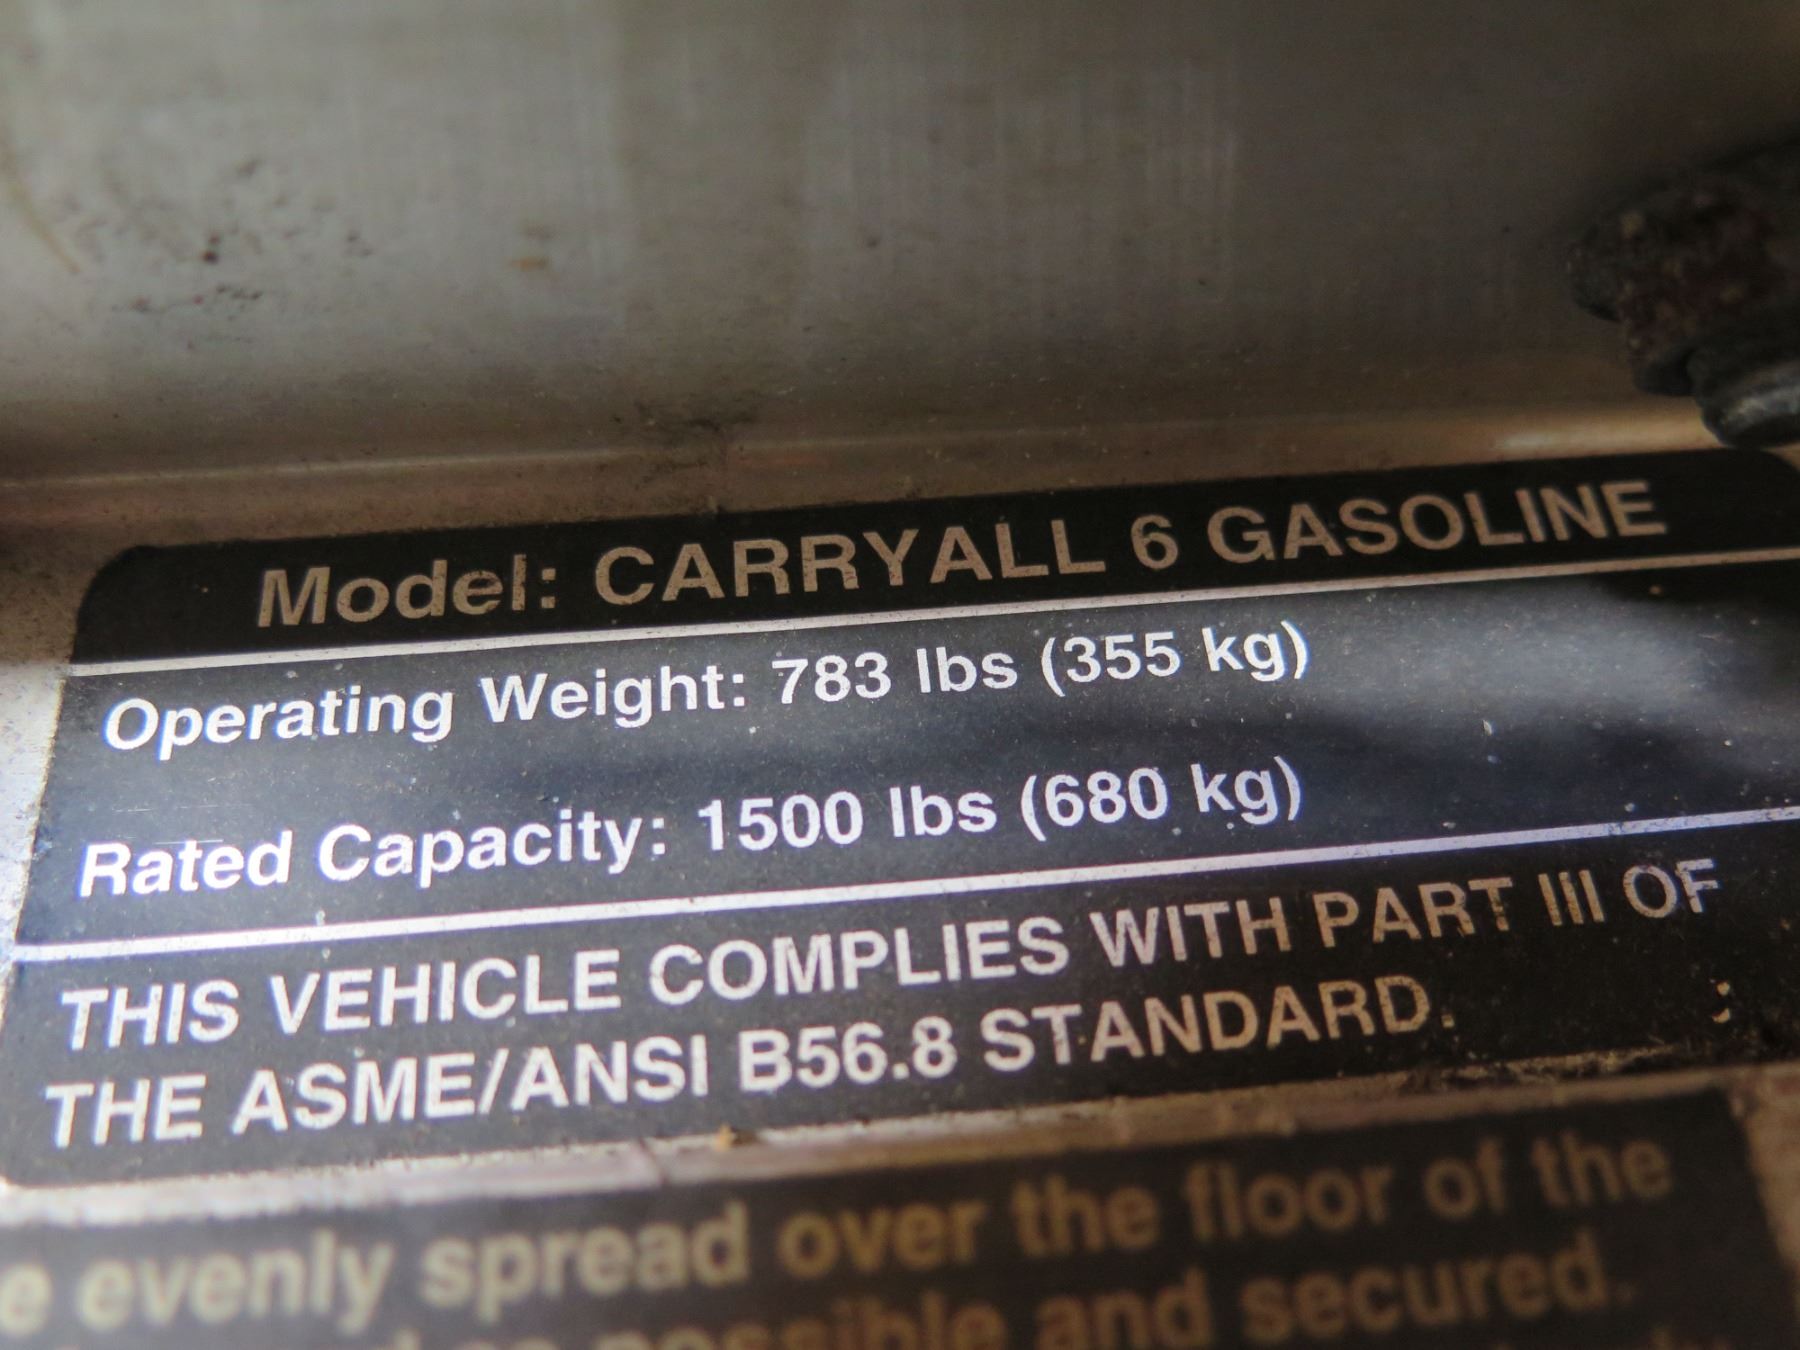 Model: CARRYALL 6 GASOLINE
Operating Weight: 783 lbs (355 kg)
Rated Capacity: 1500 lbs (680 kg)
THIS VEHICLE COMPLIES WITH PART III OF
THE ASME/ANSI B56.8 STANDARD.
evenly spread over the floor of the
possible and secured.